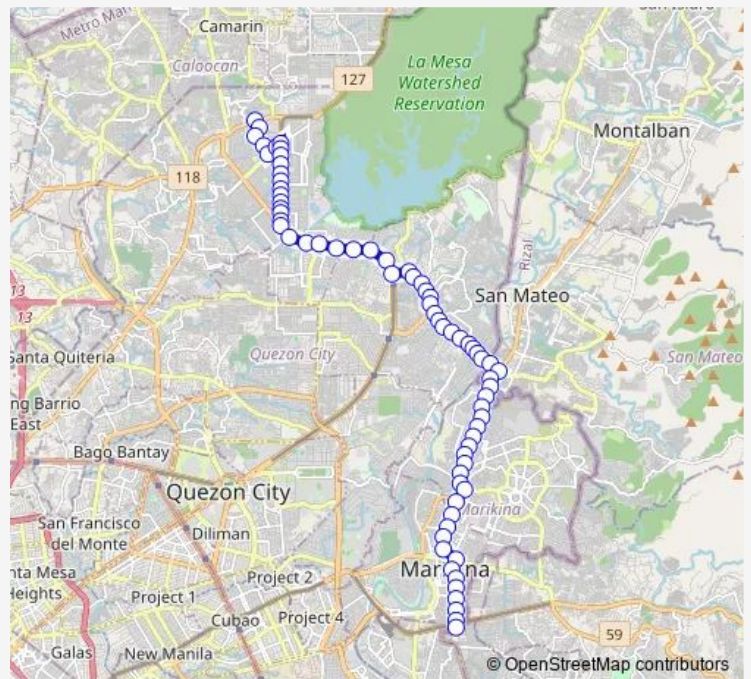 Camarin
Metro Man
Caloocan
127
La Mesa
Watershed
Reservation
Montalban
118
Rizal
San Mateo
13
13
Santa Quiteria
Quezon City
San Mateo
ng Barrio
East
Bago Bantay
Quezon City
Marikina
San Francisco
del Monte
Diliman
nta Mesa
Heights
Project 2
Project 1
Cubao
Project 4
59
Galas
New Manila
© OpenStreetMap contributors